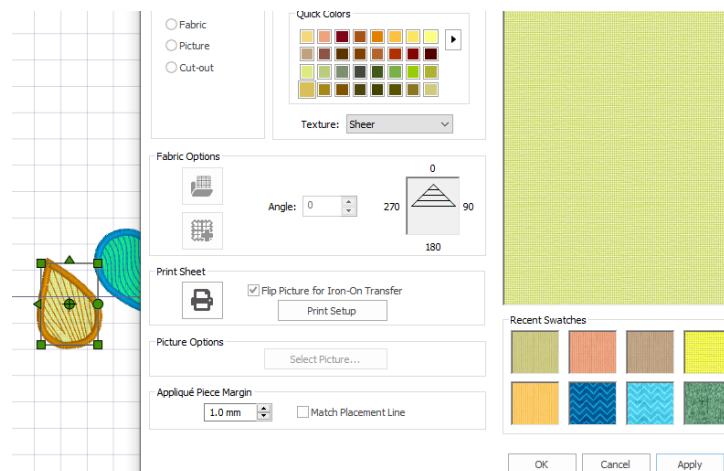 Quick Colors
Fabric
Picture
Cut-out
Texture: Sheer
Fabric Options
Angle: 0
0
270
90
180
Print Sheet
Flip Picture for Iron-On Transfer
Print Setup
Picture Options
Select Picture...
Appliqué Piece Margin
1.0 mm
Match Placement Line
Recent Swatches
OK
Cancel
Apply